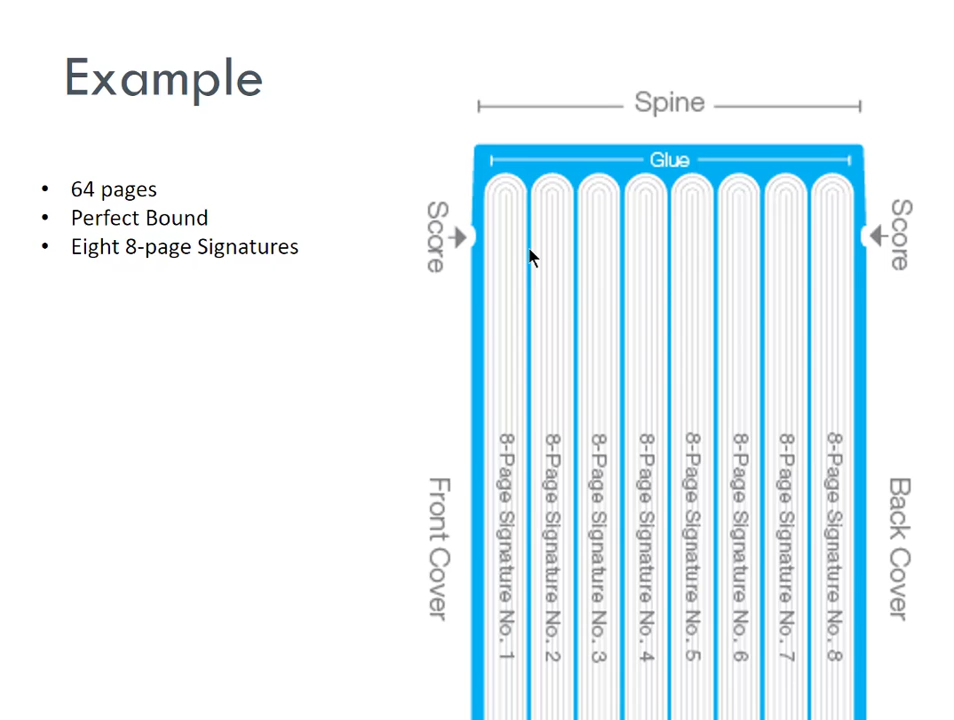 Example
• 64 pages
• Perfect Bound
• Eight 8-page Signatures
Spine
Glue
Score
Score
Front Cover
8-Page Signature No. 1
8-Page Signature No. 2
8-Page Signature No. 3
8-Page Signature No. 4
8-Page Signature No. 5
8-Page Signature No. 6
8-Page Signature No. 7
8-Page Signature No. 8
Back Cover